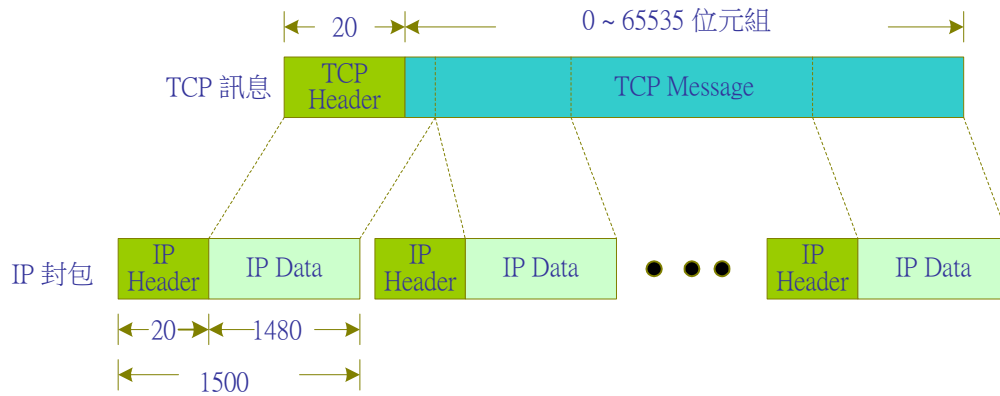 20
0 ~ 65535 位元組
TCP 訊息
TCP
Header
TCP Message
IP 封包
IP
Header
IP Data
IP
Header
IP Data
IP
Header
IP Data
20
1480
1500